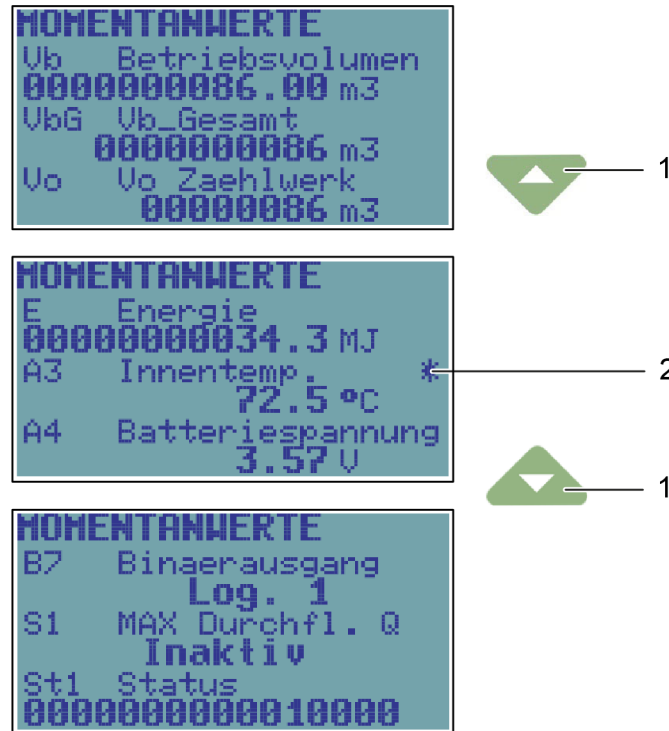 MOMENTANWERTE
Vb Betriebsvolumen
0000000086.00 m3
VbG Vb_Gesamt
0000000086 m3
Vo Vo Zaehlwerk
00000086 m3
1
MOMENTANWERTE
E Energie
00000000034.3 MJ
A3 Innentemp. *
72.5 °C
A4 Batteriespannung
3.57 V
2
1
MOMENTANWERTE
B7 Binaerausgang
Log. 1
S1 MAX Durchfl. Q
Inaktiv
St1 Status
0000000000010000